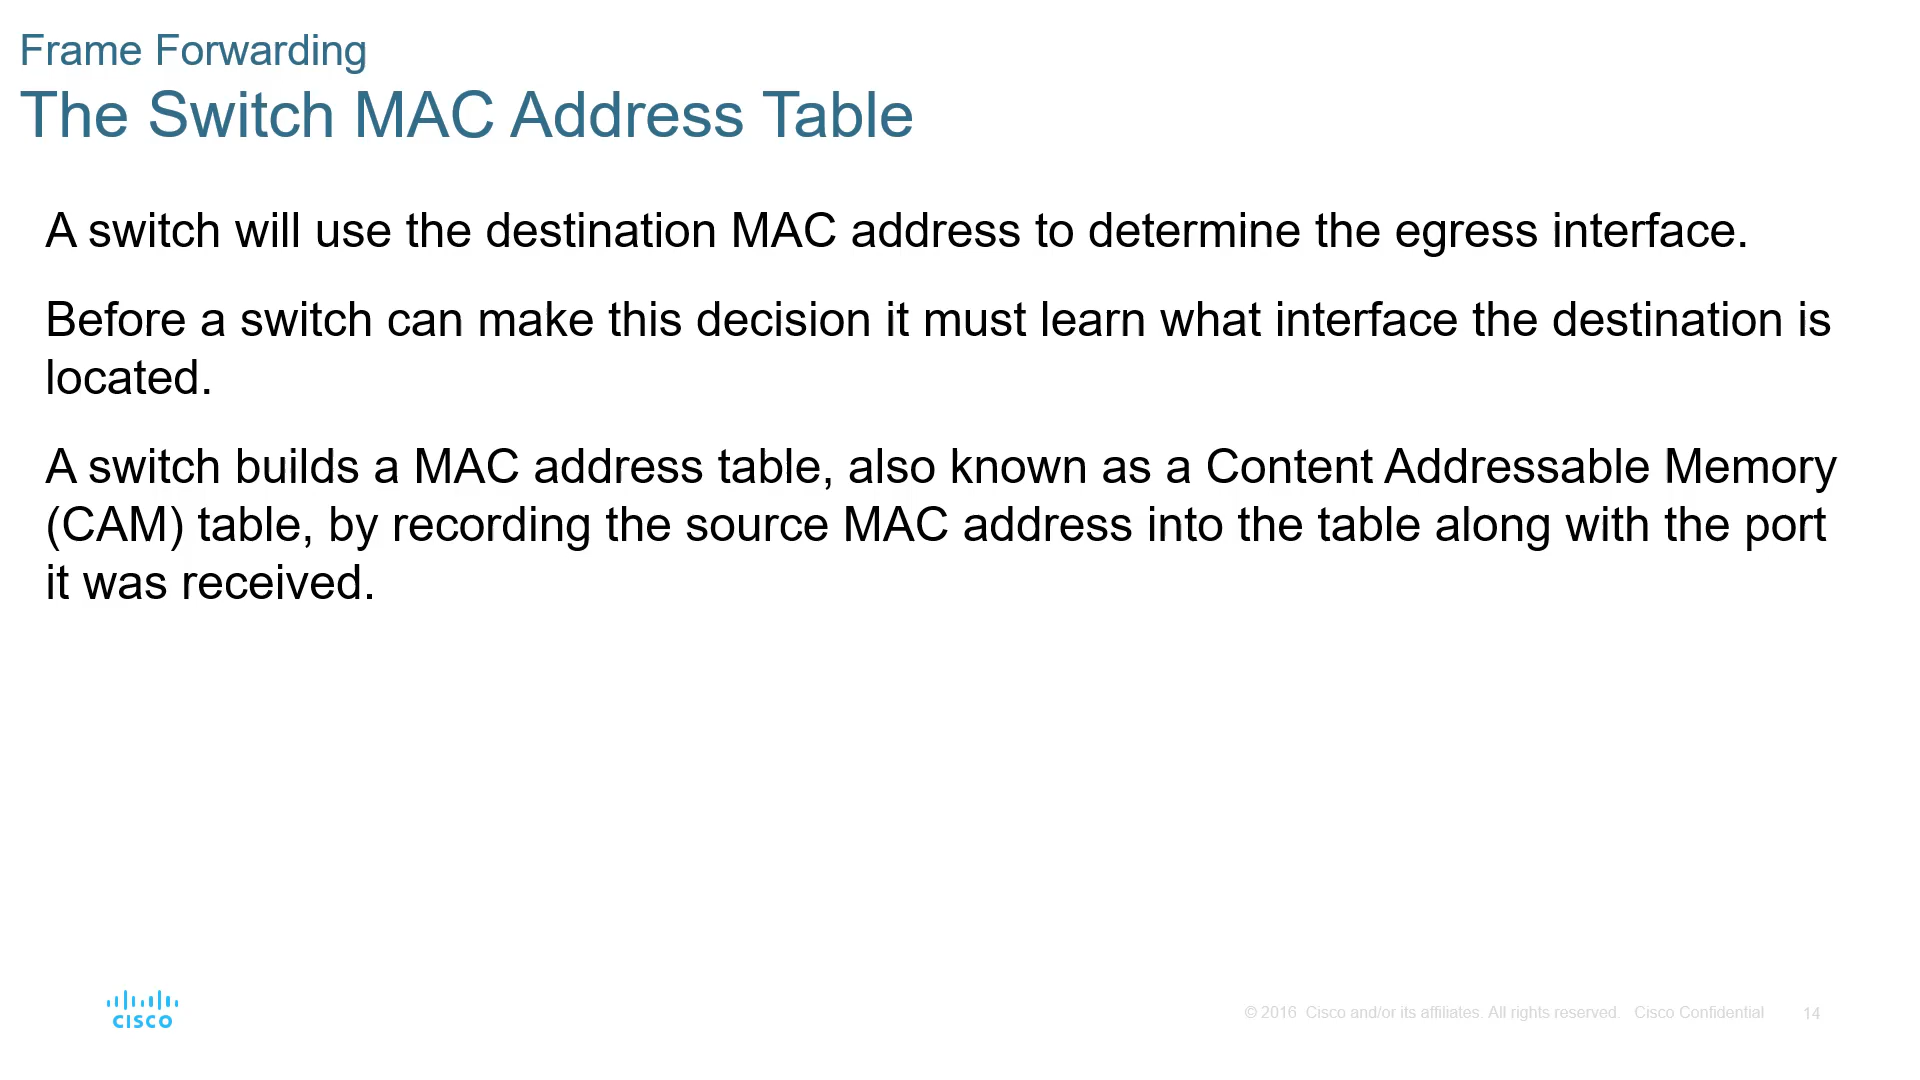 Frame Forwarding
The Switch MAC Address Table
A switch will use the destination MAC address to determine the egress interface.
Before a switch can make this decision it must learn what interface the destination is
located.
A switch builds a MAC address table, also known as a Content Addressable Memory
(CAM) table, by recording the source MAC address into the table along with the port
it was received.
CISCO
© 2016 Cisco and/or its affiliates. All rights reserved. Cisco Confidential 14